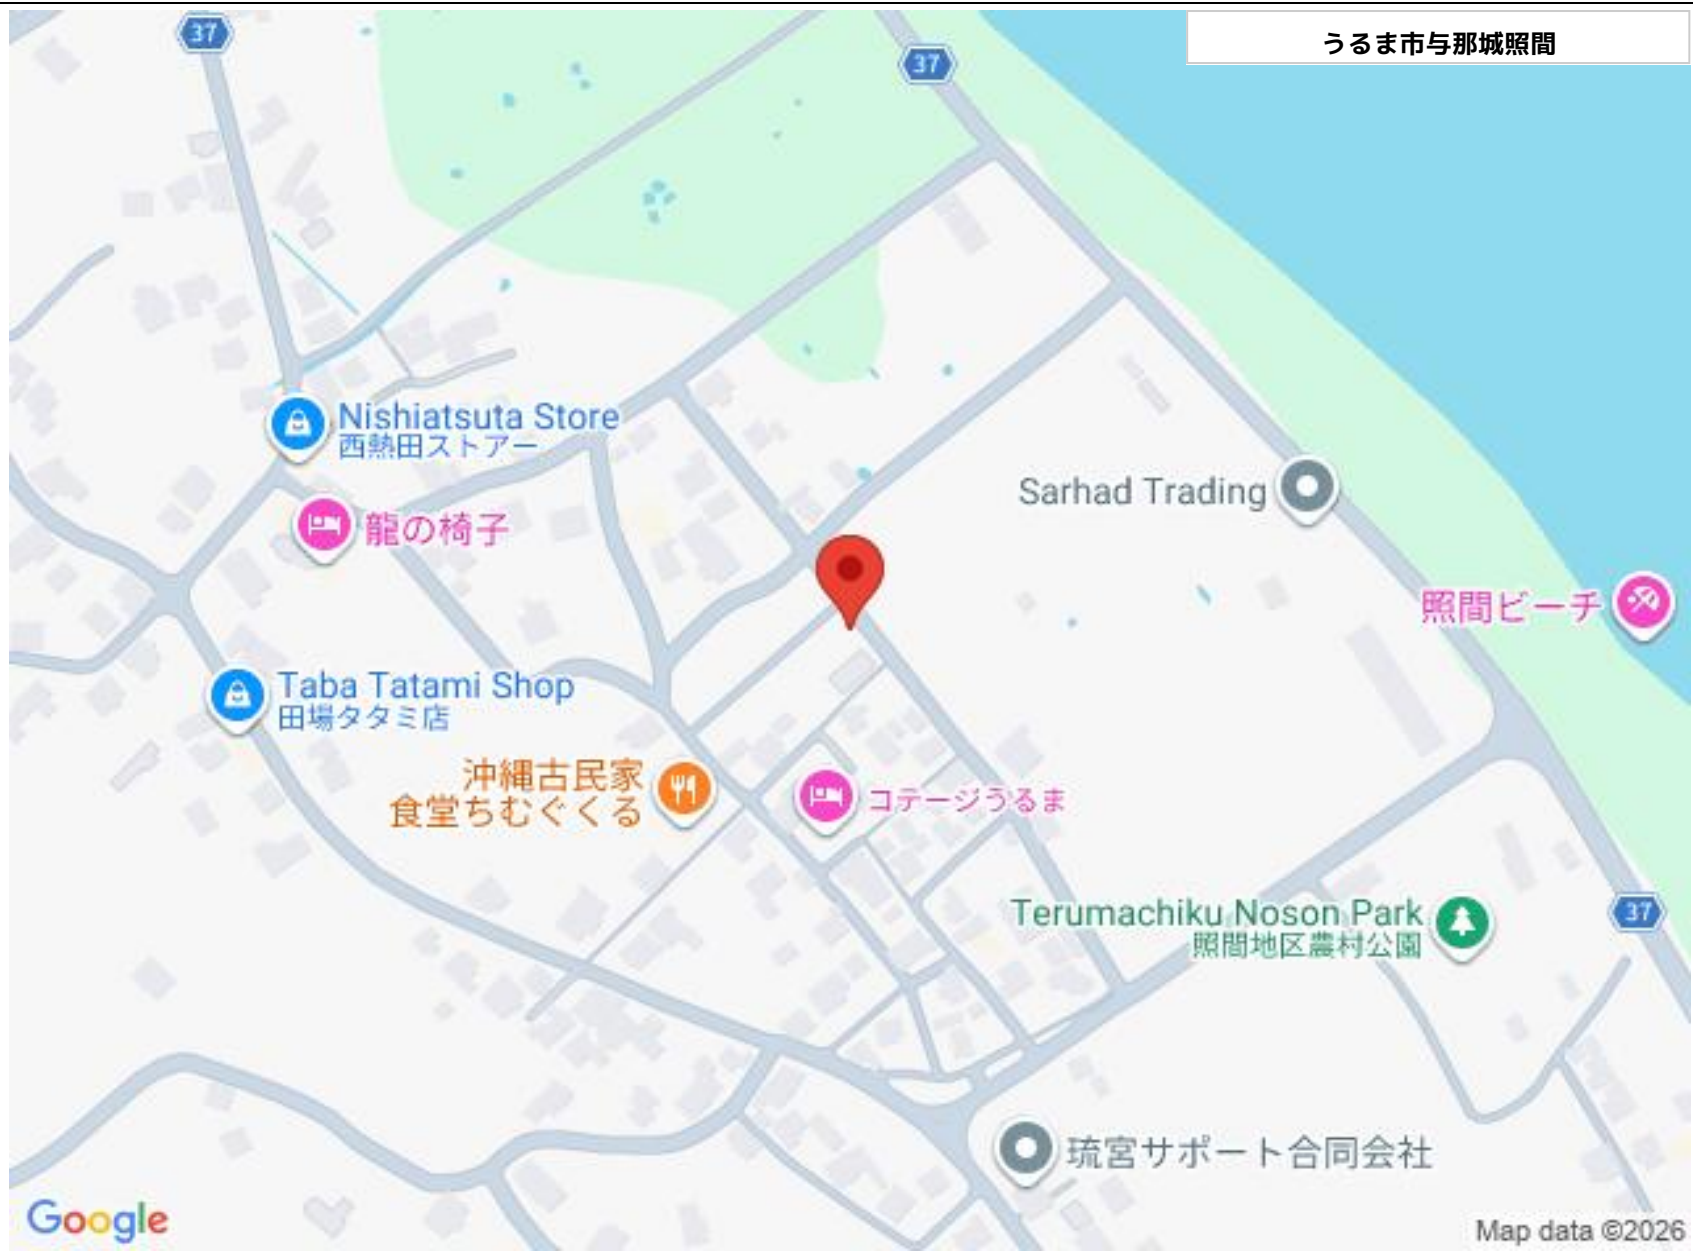 37
37
うるま市与那城照間
Nishiatsuta Store
西熱田ストアー
Sarhad Trading
龍の椅子
照間ビーチ
Taba Tatami Shop
田場タタミ店
沖縄古民家
食堂ちむぐくる
コテージうるま
Terumachiku Noson Park
照間地区農村公園
37
琉宮サポート合同会社
Google
Map data ©2026